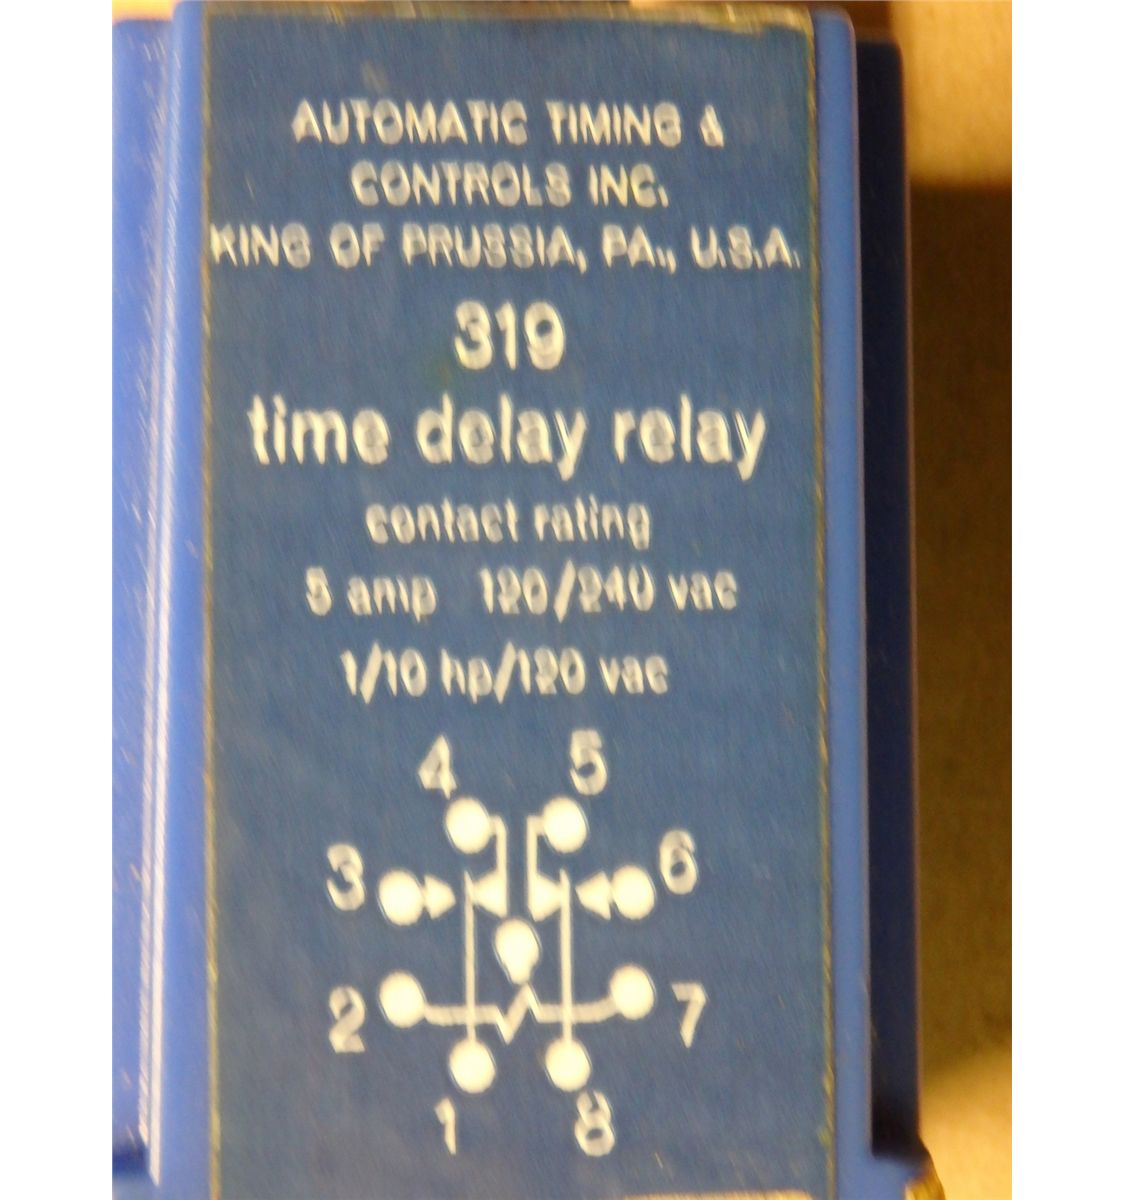 AUTOMATIC TIMING &
CONTROLS INC.
KING OF PRUSSIA, PA., U.S.A.
319
time delay relay
contact rating
5 amp 120/240 vac
1/10 hp/120 vac
4 5
3 6
2 7
1 8